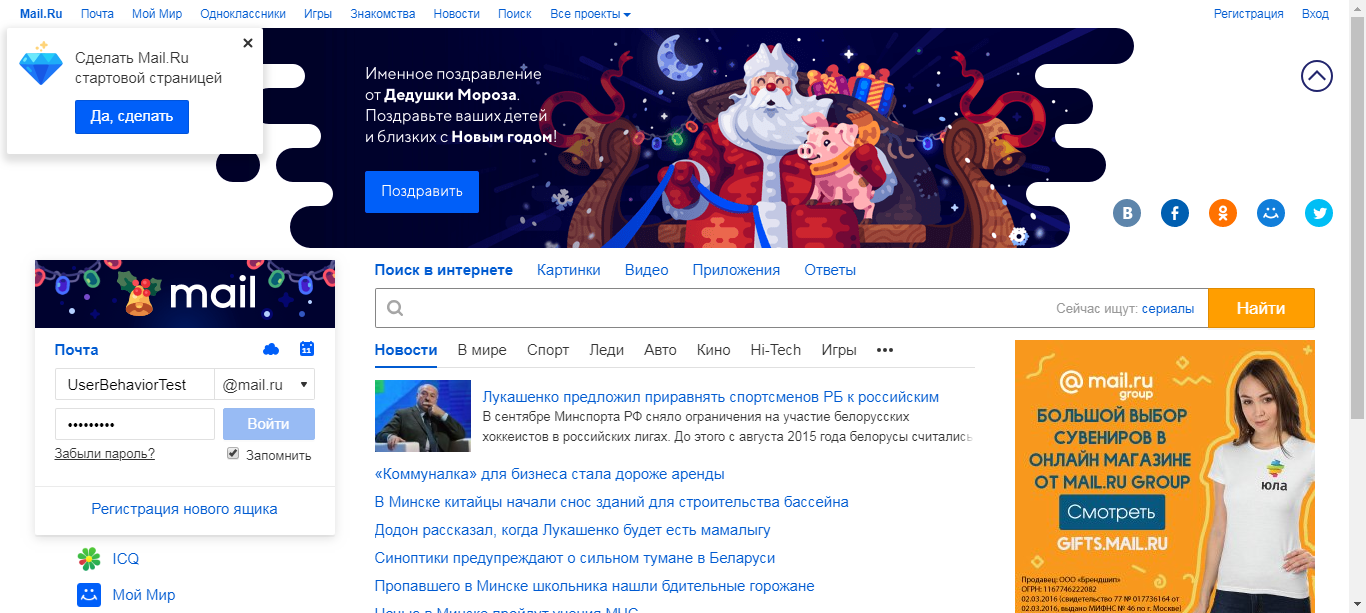 Mail.Ru Почта Мой Мир Одноклассники Игры Знакомства Новости Поиск Все проекты Регистрация Вход
Сделать Mail.Ru
стартовой страницей
Да, сделать
Именное поздравление
от Дедушки Мороза.
Поздравьте ваших детей
и близких с Новым годом!
Поздравить
mail
Почта
11
UserBehaviorTest @mail.ru
Войти
Забыли пароль? Запомнить
Регистрация нового ящика
ICQ
Мой Мир
Поиск в интернете Картинки Видео Приложения Ответы
Сейчас ищут: сериалы Найти
Новости В мире Спорт Леди Авто Кино Hi-Tech Игры •••
Лукашенко предложил приравнять спортсменов РБ к российским
В сентябре Минспорта РФ сняло ограничения на участие белорусских
хоккеистов в российских лигах. До этого с августа 2015 года белорусы считались
«Коммуналка» для бизнеса стала дороже аренды
В Минске китайцы начали снос зданий для строительства бассейна
Додон рассказал, когда Лукашенко будет есть мамалыгу
Синоптики предупреждают о сильном тумане в Беларуси
Пропавшего в Минске школьника нашли бдительные горожане
Ночью в Минске пройдут учения МЧС
@mail.ru
group
БОЛЬШОЙ ВЫБОР
СУВЕНИРОВ В
ОНЛАЙН МАГАЗИНЕ
ОТ MAIL.RU GROUP
Смотреть
GIFTS.MAIL.RU
юла
Продавец: ООО «Брендшип»
ОГРН: 1167746222082
02.03.2016 (свидетельство 77 № 017736164 от
02.03.2016, выдано МИФНС № 46 по г. Москве)